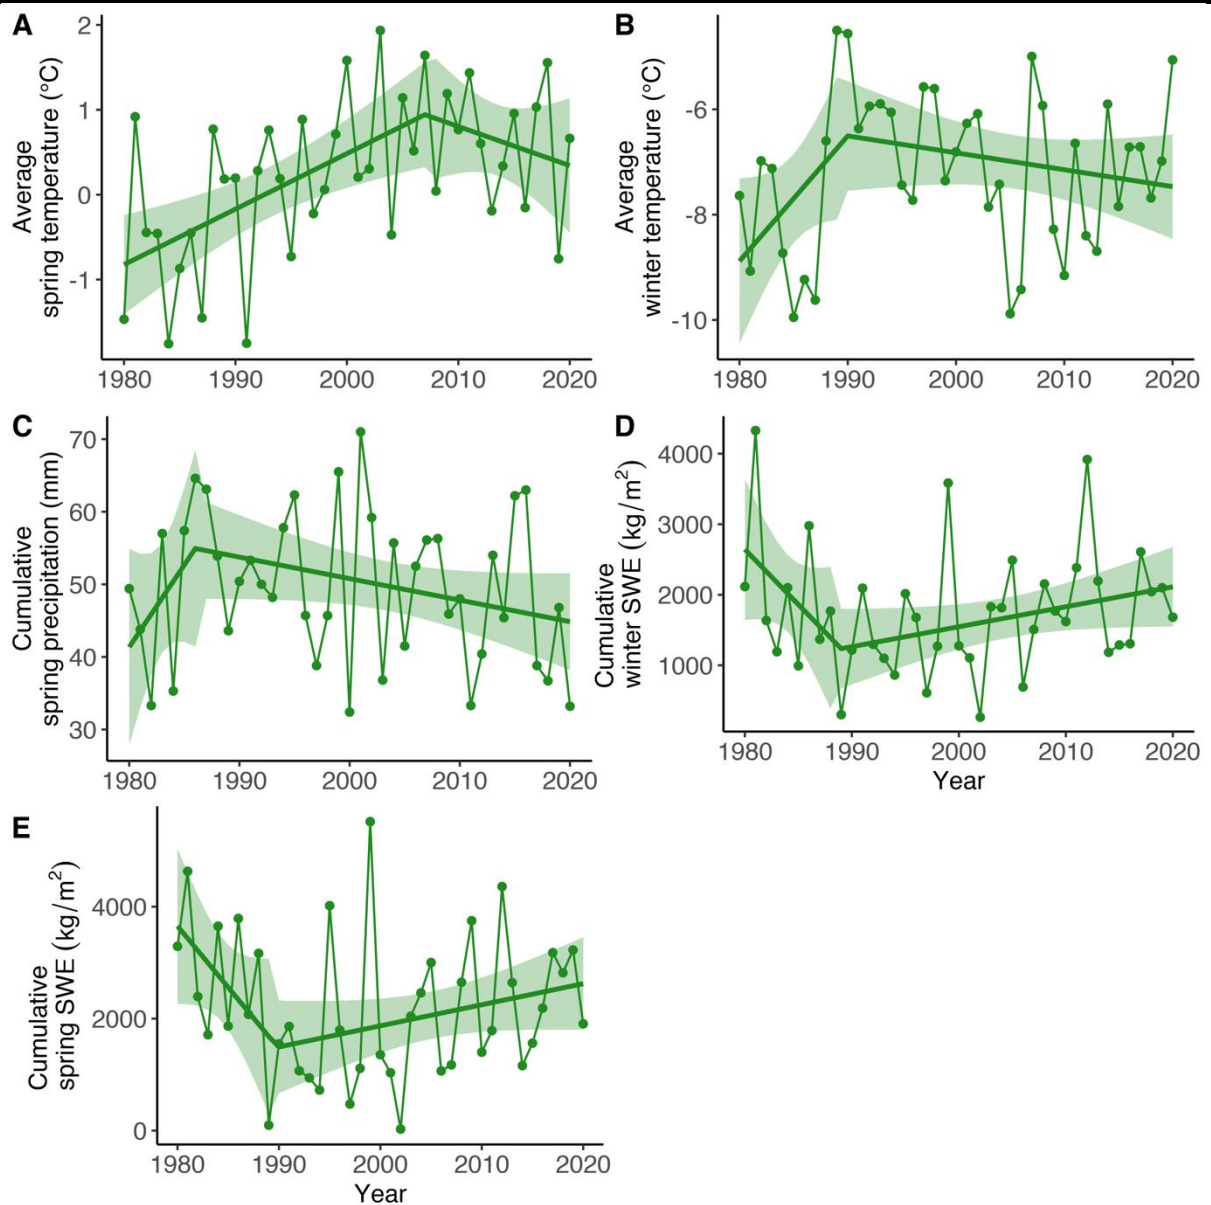 A
Average
spring temperature (°C)
2
1
0
-1
1980 1990 2000 2010 2020
B
Average
winter temperature (°C)
-6
-8
-10
1980 1990 2000 2010 2020
C
Cumulative
spring precipitation (mm)
70
60
50
40
30
1980 1990 2000 2010 2020
D
Cumulative
winter SWE (kg/m²)
4000
3000
2000
1000
1980 1990 2000 2010 2020
Year
E
Cumulative
spring SWE (kg/m²)
4000
2000
0
1980 1990 2000 2010 2020
Year